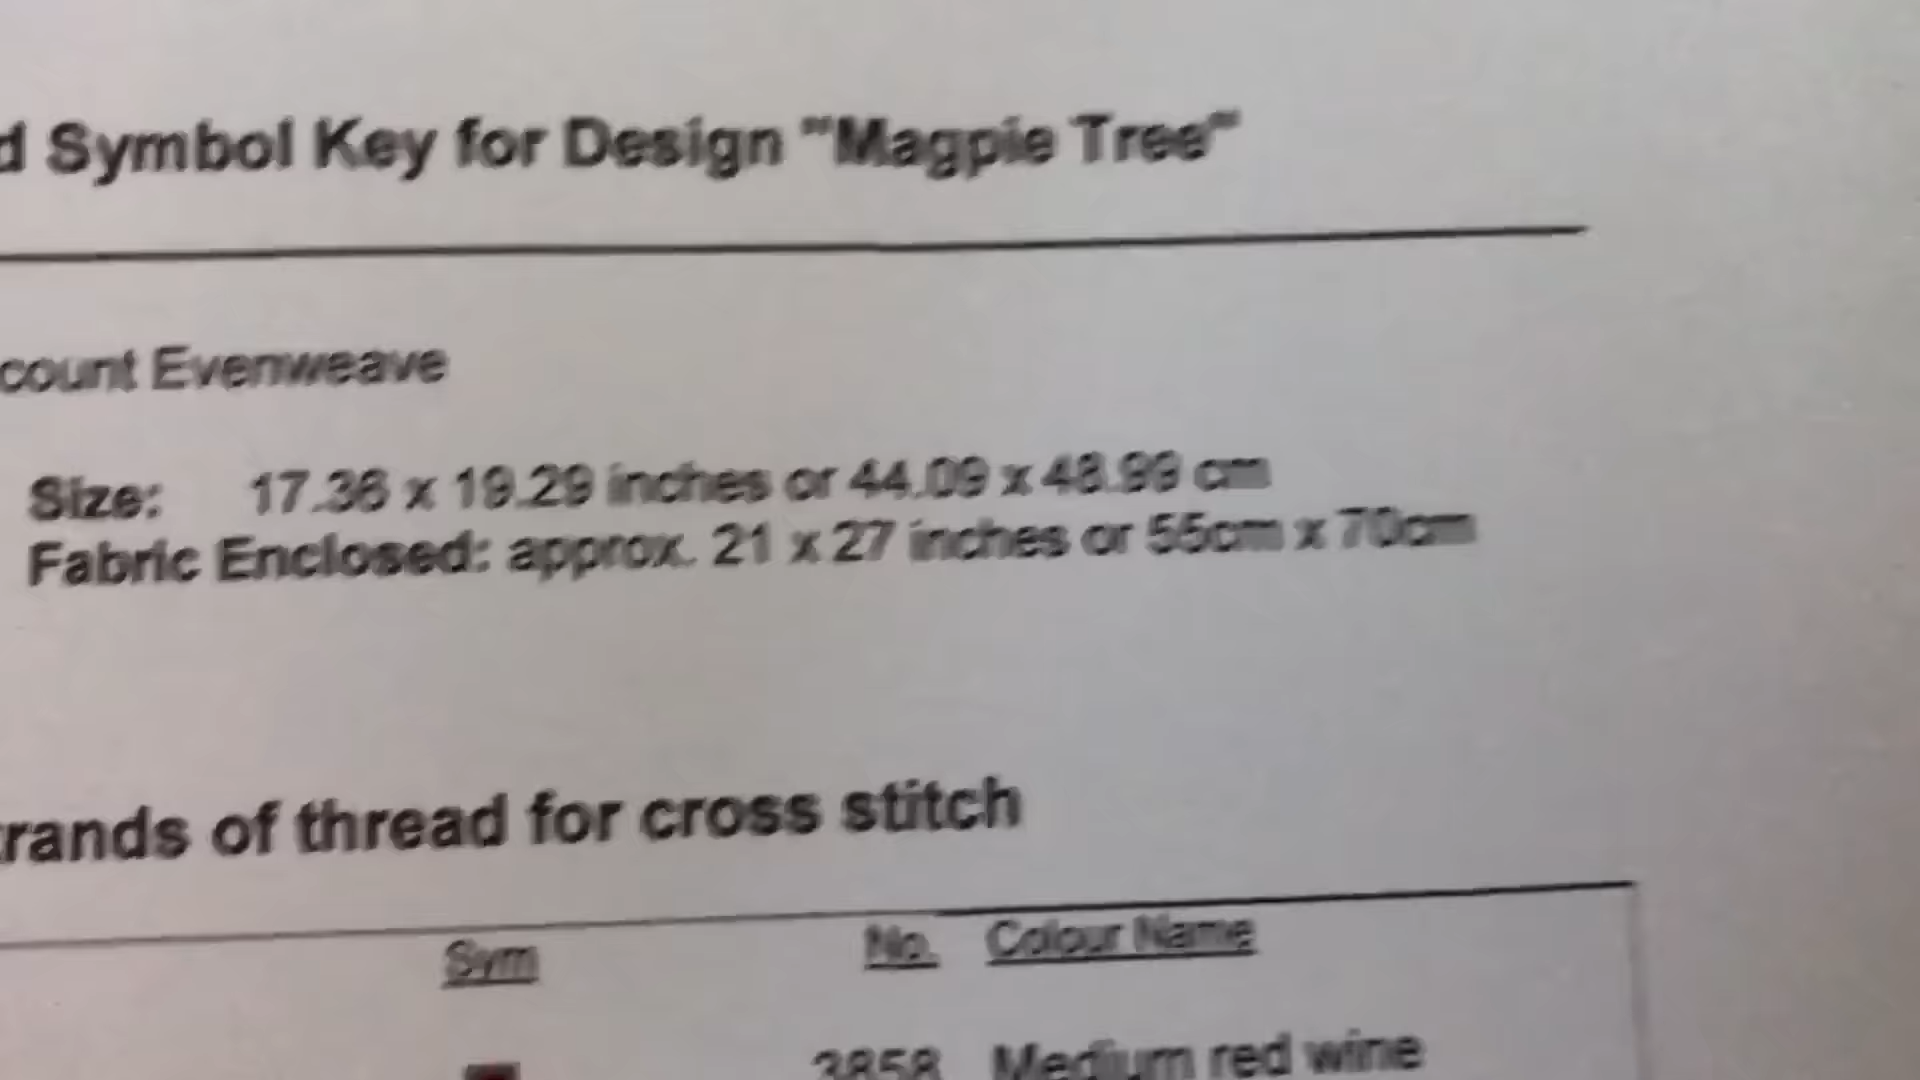 d Symbol Key for Design "Magpie Tree"
count Evenweave
Size: 17.36 x 19.29 inches or 44.09 x 48.99 cm
Fabric Enclosed: approx. 21 x 27 inches or 55cm x 70cm
rands of thread for cross stitch
Sym No. Colour Name
3858 Medium red wine